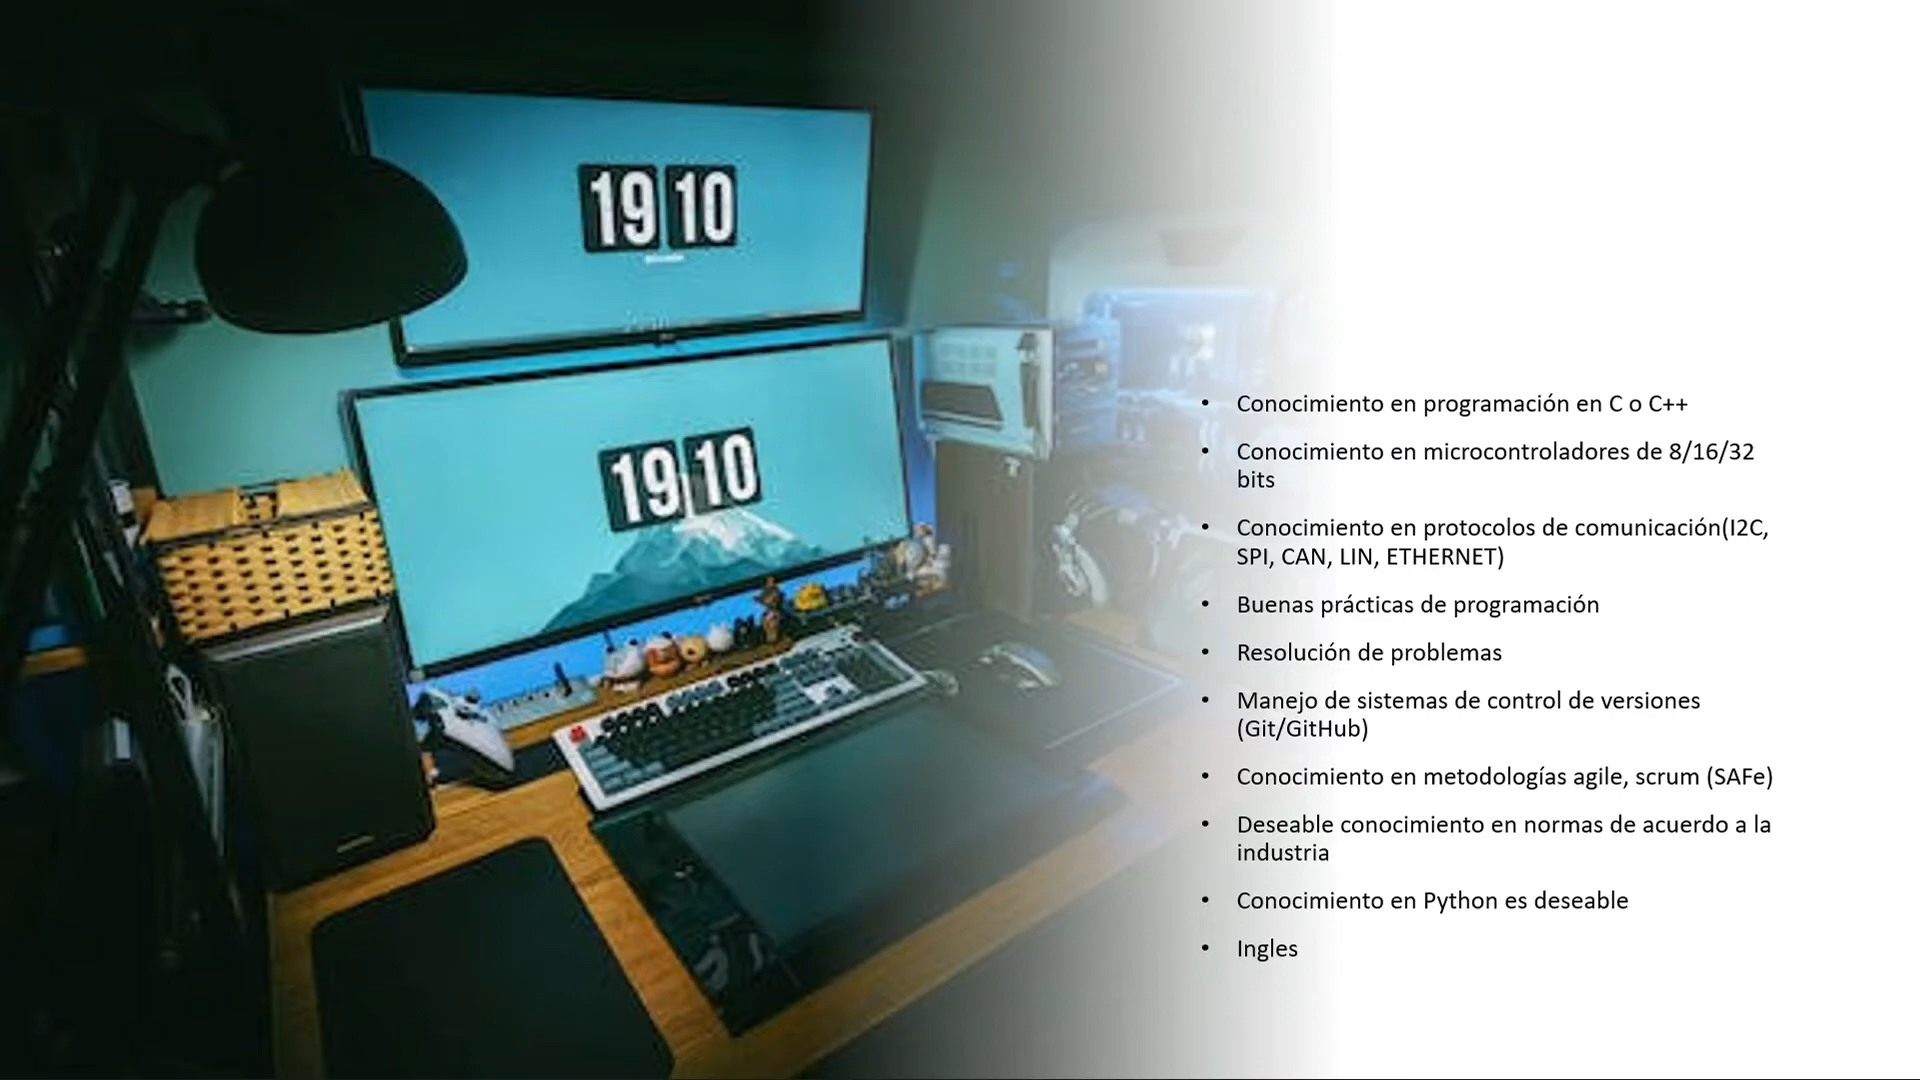 19 10
19 10
• Conocimiento en programación en C o C++
• Conocimiento en microcontroladores de 8/16/32
bits
• Conocimiento en protocolos de comunicación(I2C,
SPI, CAN, LIN, ETHERNET)
• Buenas prácticas de programación
• Resolución de problemas
• Manejo de sistemas de control de versiones
(Git/GitHub)
• Conocimiento en metodologías agile, scrum (SAFe)
• Deseable conocimiento en normas de acuerdo a la
industria
• Conocimiento en Python es deseable
• Ingles